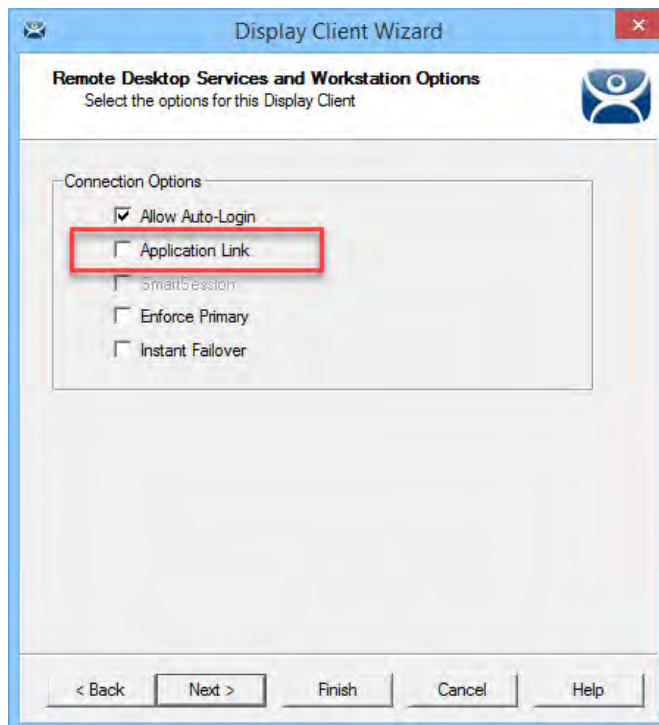 Display Client Wizard
Remote Desktop Services and Workstation Options
Select the options for this Display Client
Connection Options
Allow Auto-Login
Application Link
SmartSession
Enforce Primary
Instant Failover
< Back
Next >
Finish
Cancel
Help